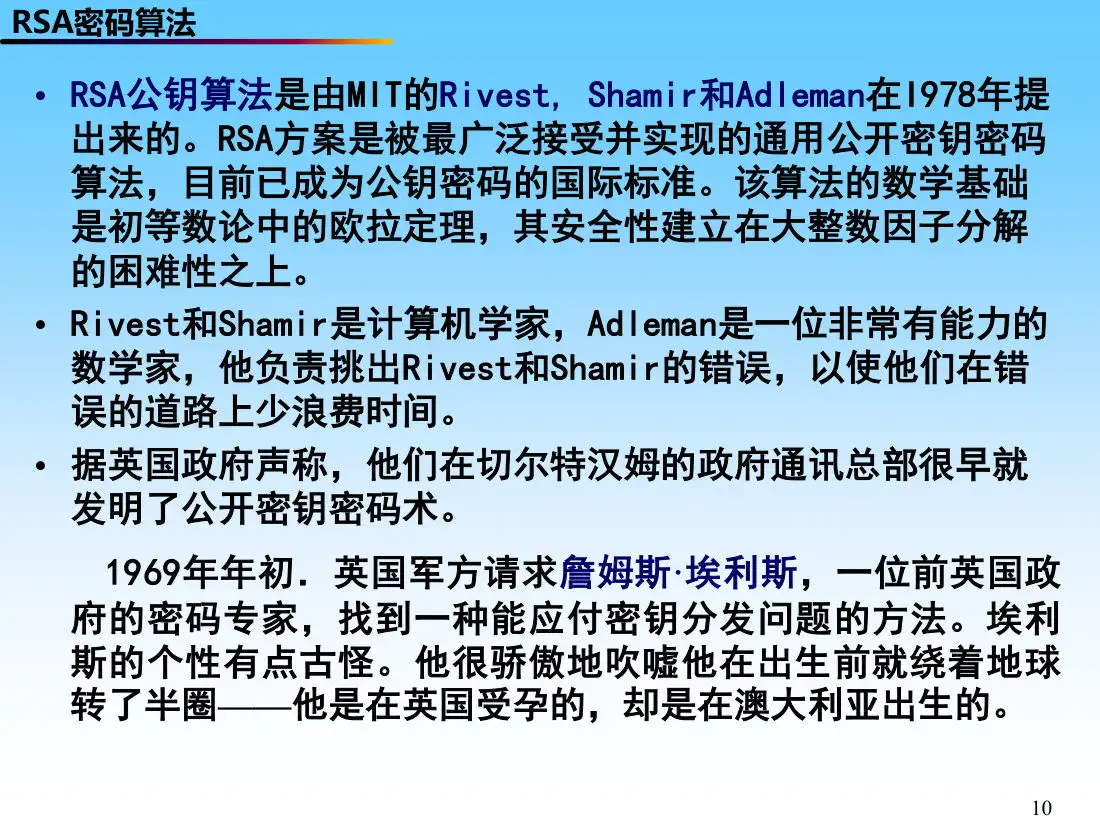 RSA密码算法
• RSA公钥算法是由MIT的Rivest, Shamir和Adleman在1978年提
出来的。RSA方案是被最广泛接受并实现的通用公开密钥密码
算法，目前已成为公钥密码的国际标准。该算法的数学基础
是初等数论中的欧拉定理，其安全性建立在大整数因子分解
的困难性之上。
• Rivest和Shamir是计算机学家，Adleman是一位非常有能力的
数学家，他负责挑出Rivest和Shamir的错误，以使他们在错
误的道路上少浪费时间。
• 据英国政府声称，他们在切尔特汉姆的政府通讯总部很早就
发明了公开密钥密码术。
1969年年初．英国军方请求詹姆斯·埃利斯，一位前英国政
府的密码专家，找到一种能应付密钥分发问题的方法。埃利
斯的个性有点古怪。他很骄傲地吹嘘他在出生前就绕着地球
转了半圈——他是在英国受孕的，却是在澳大利亚出生的。
10